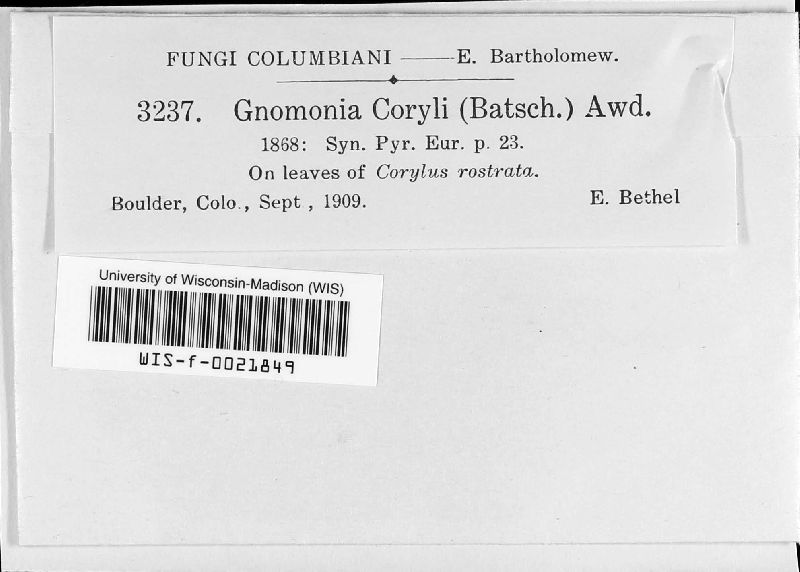 FUNGI COLUMBIANI —— E. Bartholomew.
3237. Gnomonia Coryli (Batsch.) Awd.
1868: Syn. Pyr. Eur. p. 23.
On leaves of Corylus rostrata.
Boulder, Colo., Sept , 1909. E. Bethel
University of Wisconsin-Madison (WIS)
WIS-f-0021849